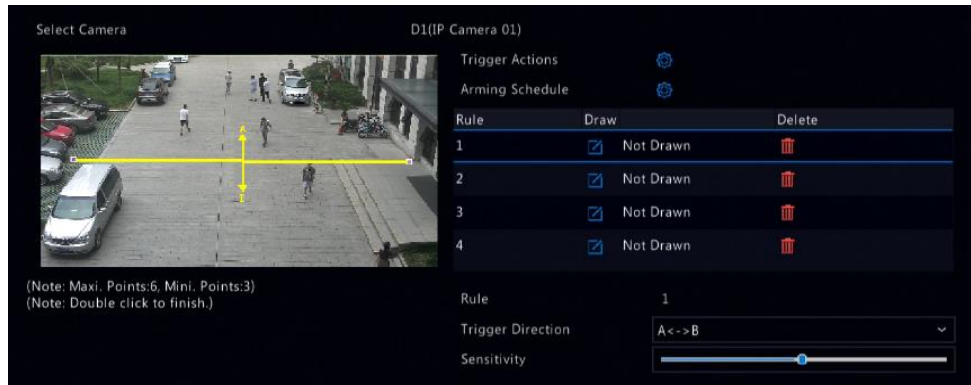 Select Camera
D1(IP Camera 01)
Trigger Actions
Arming Schedule
Rule Draw Delete
1 Not Drawn
2 Not Drawn
3 Not Drawn
4 Not Drawn
A
I
(Note: Maxi. Points:6, Mini. Points:3)
(Note: Double click to finish.)
Rule 1
Trigger Direction A<->B
Sensitivity